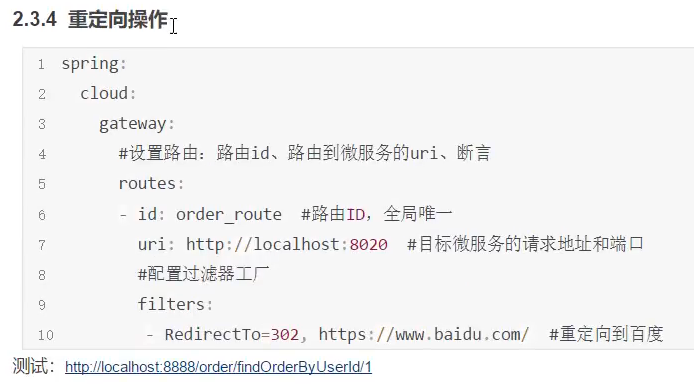 2.3.4 重定向操作
1 spring:
2 cloud:
3 gateway:
4 #设置路由：路由id、路由到微服务的uri、断言
5 routes:
6 - id: order_route #路由ID，全局唯一
7 uri: http://localhost:8020 #目标微服务的请求地址和端口
8 #配置过滤器工厂
9 filters:
10 - RedirectTo=302, https://www.baidu.com/ #重定向到百度
测试：http://localhost:8888/order/findOrderByUserId/1